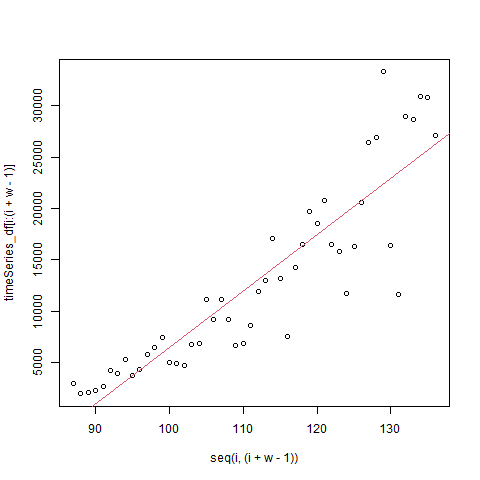 timeSeries_df[i:(i + w - 1)]
30000
25000
20000
15000
10000
5000
90 100 110 120 130
seq(i, (i + w - 1))